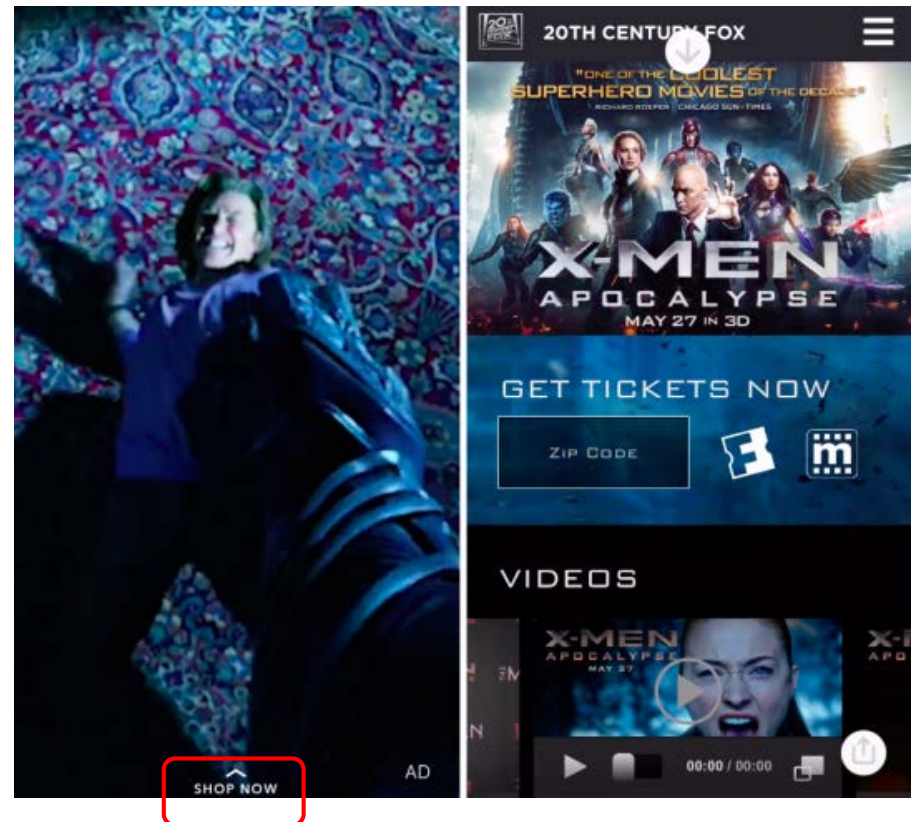 SHOP NOW
AD
20TH CENTURY FOX
"ONE OF THE COOLEST
SUPERHERO MOVIES OF THE DECADE"
RICHARD ROEPER CHICAGO SUN-TIMES
X-MEN
APOCALYPSE
MAY 27 IN 3D
GET TICKETS NOW
ZIP CODE
F
m
VIDEOS
X-MEN
APOCALYPSE
MAY 27
00:00 / 00:00